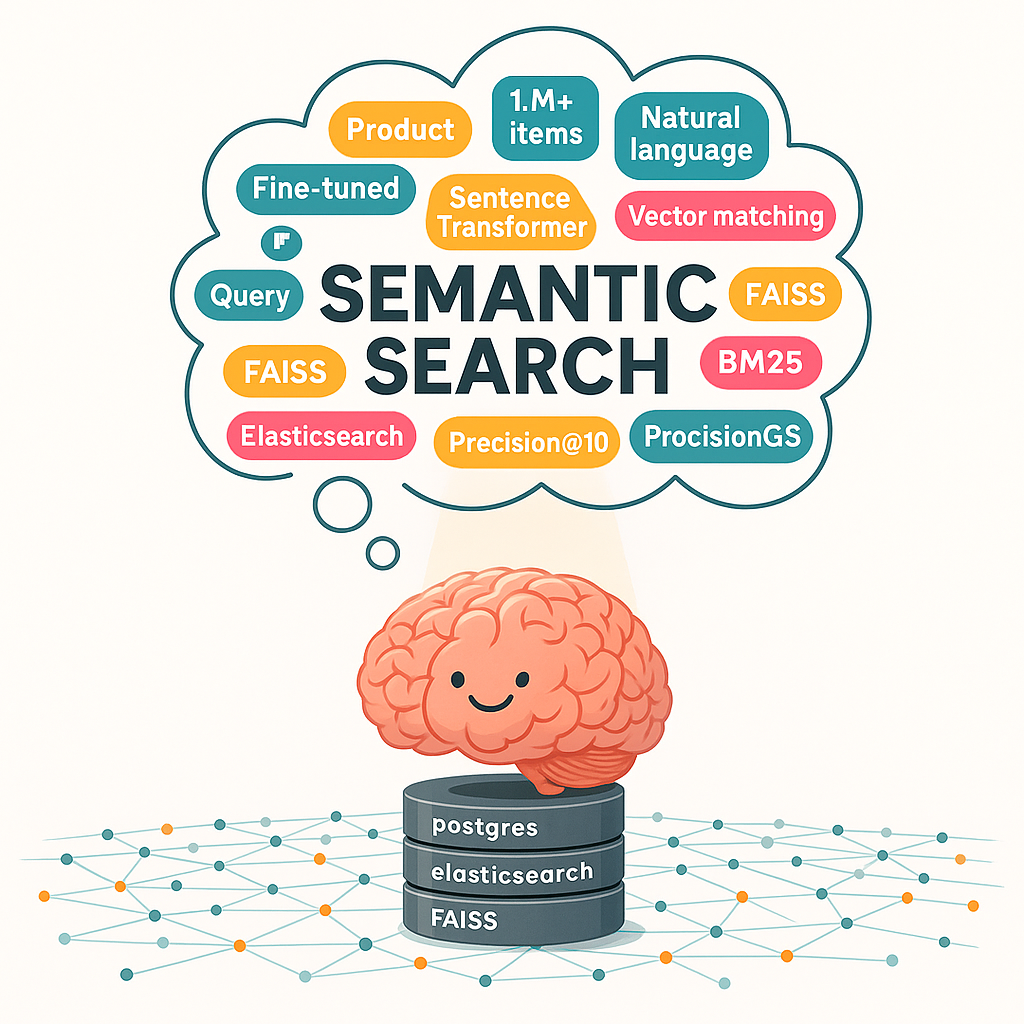 Product
1.M+
items
Natural
language
Fine-tuned
Sentence
Transformer
Vector matching
Query
SEMANTIC
SEARCH
FAISS
FAISS
BM25
Elasticsearch
Precision@10
ProcisionGS
postgres
elasticsearch
FAISS